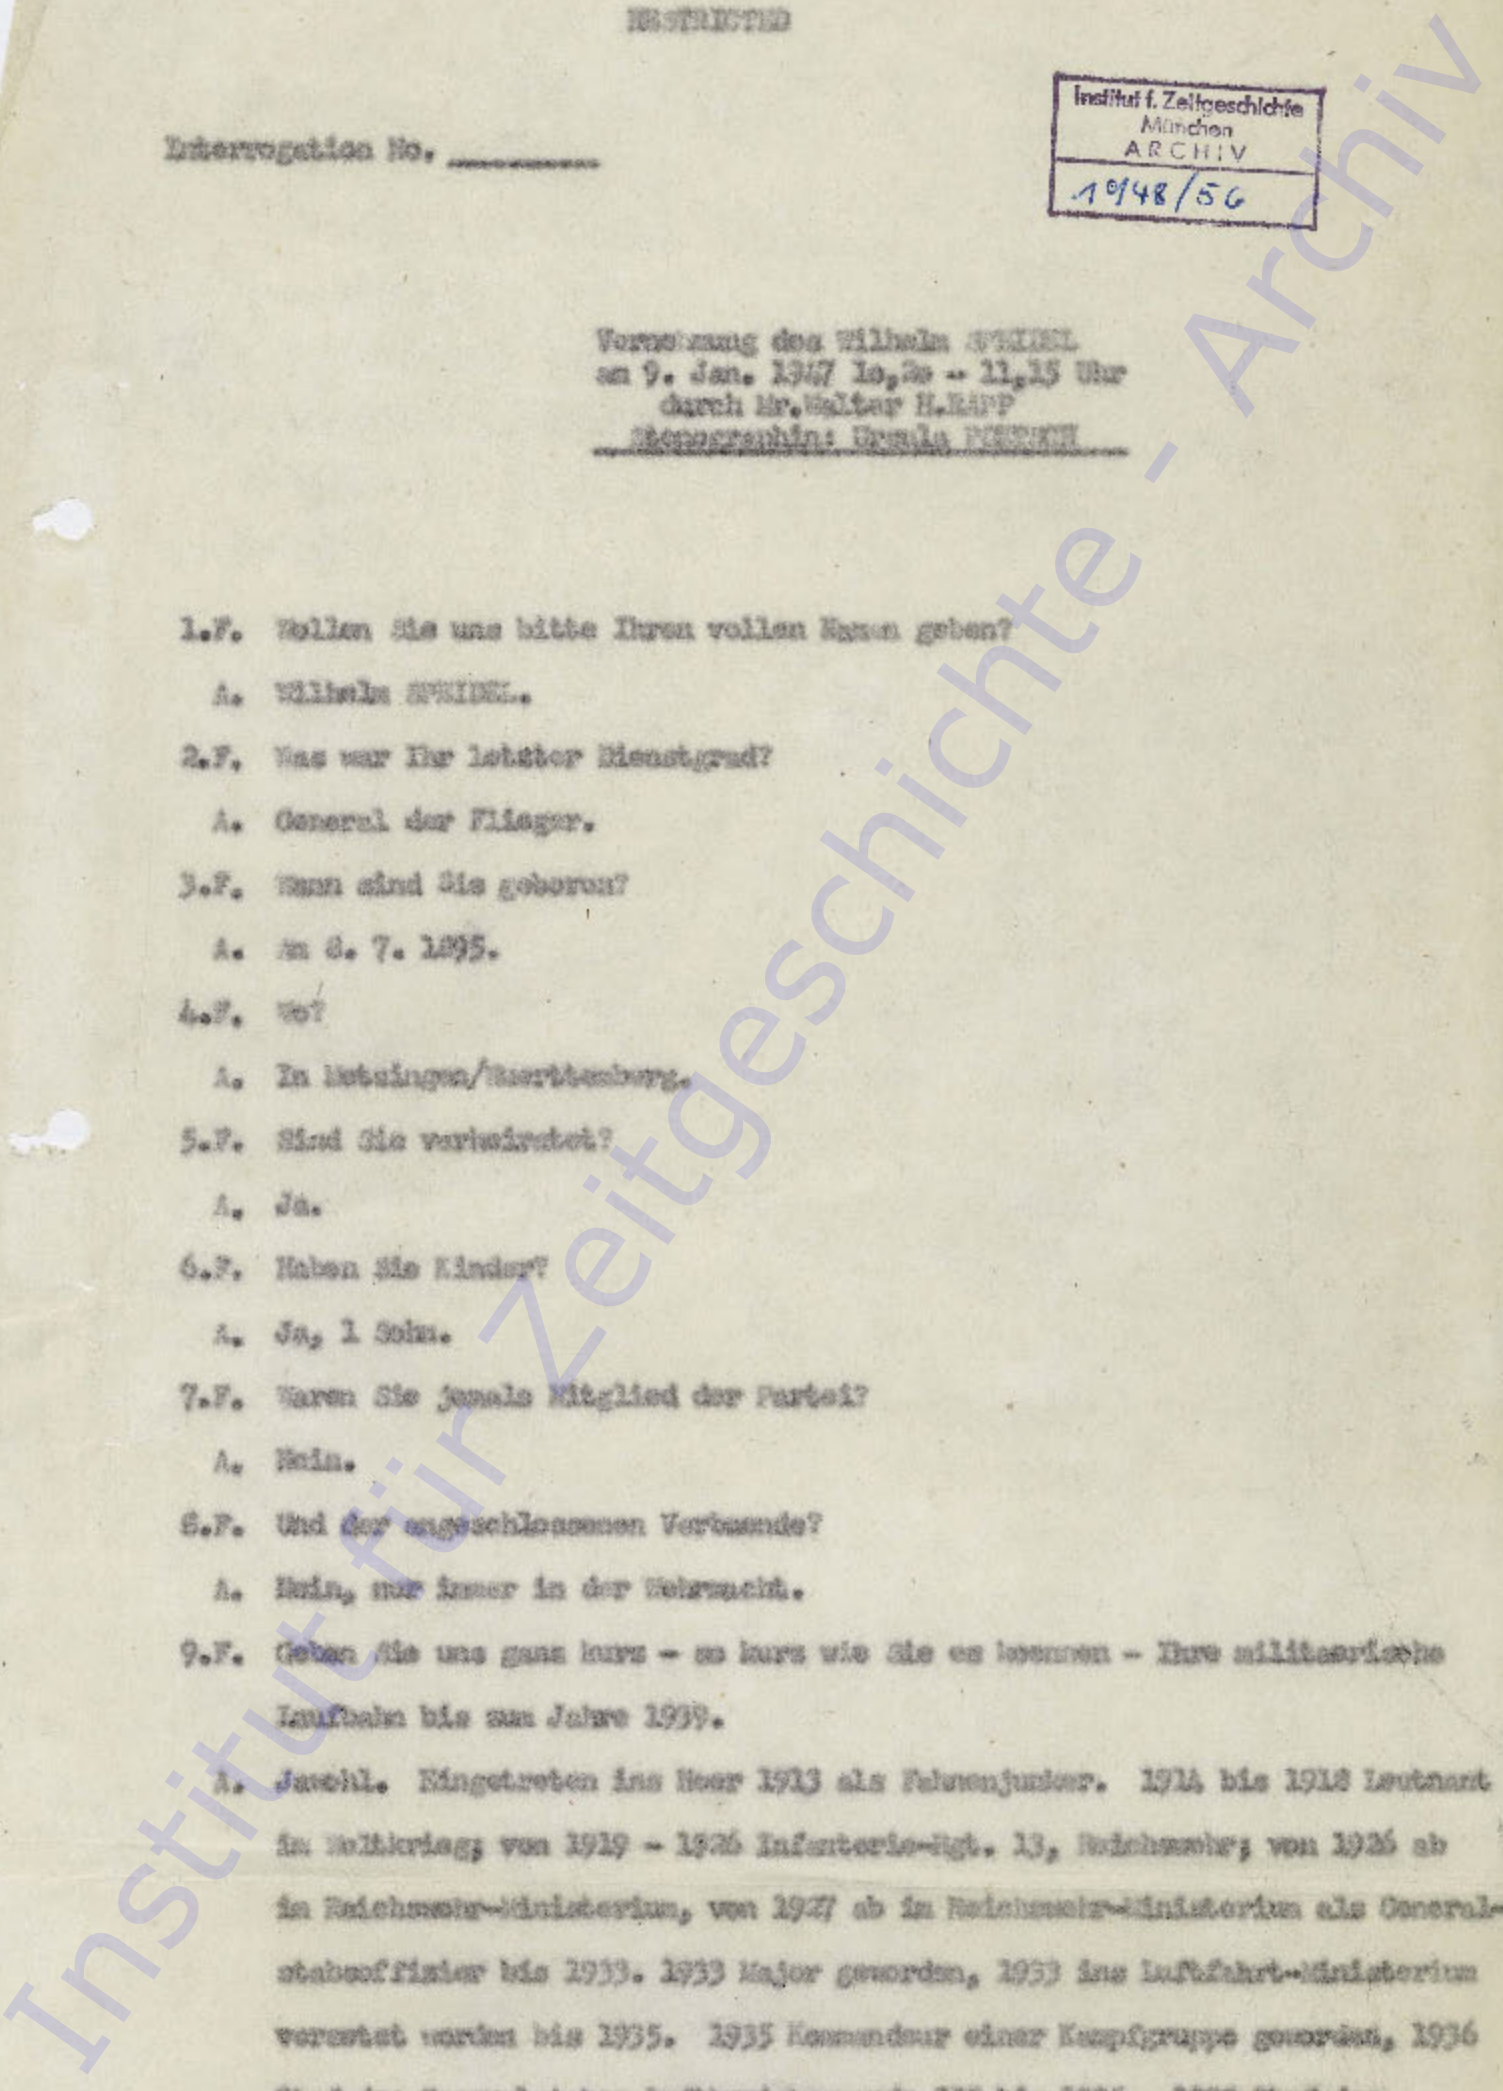 RESTRICTED
Institut f. Zeitgeschichte
München
ARCHIV
Interrogation No.
Vernehmung des Wilhelm SPEIDEL
am 9. Jan. 1947 10,20 - 11,15 Uhr
durch Mr.Walter H.RAPP
Stenographin: Ursula
1.F. Wollen Sie uns bitte Ihren vollen Namen geben?
A. Wilhelm SPEIDEL.
2.F. Was war Ihr letzter Dienstgrad?
A. General der Flieger.
3.F. Wann sind Sie geboren?
A. Am 8. 7. 1895.
4.F. Wo?
A. In Metzingen/Wuerttemberg.
5.F. Sind Sie verheiratet?
A. Ja.
6.F. Haben Sie Kinder?
A. Ja, 1 Sohn.
7.F. Waren Sie jemals Mitglied der Partei?
A. Nein.
8.F. Und der angeschlossenen Verbaende?
A. Nein, nur immer in der Wehrmacht.
9.F. Geben Sie uns ganz kurz - so kurz wie Sie es koennen - Ihre militaerische
Laufbahn bis zum Jahre 1939.
A. Jawohl. Eingetreten ins Heer 1913 als Fahnenjunker. 1914 bis 1918 Leutnant
im Weltkrieg; von 1919 - 1926 Infanterie-Rgt. 13, Reichswehr; von 1926 ab
im Reichswehr-Ministerium, von 1927 ab im Reichswehr-Ministerium als General-
stabsoffizier bis 1933. 1933 Major geworden, 1933 ins Luftfahrt-Ministerium
versetzt worden bis 1935. 1935 Kommandeur einer Kampfgruppe geworden, 1936
Institut für Zeitgeschichte - Archiv